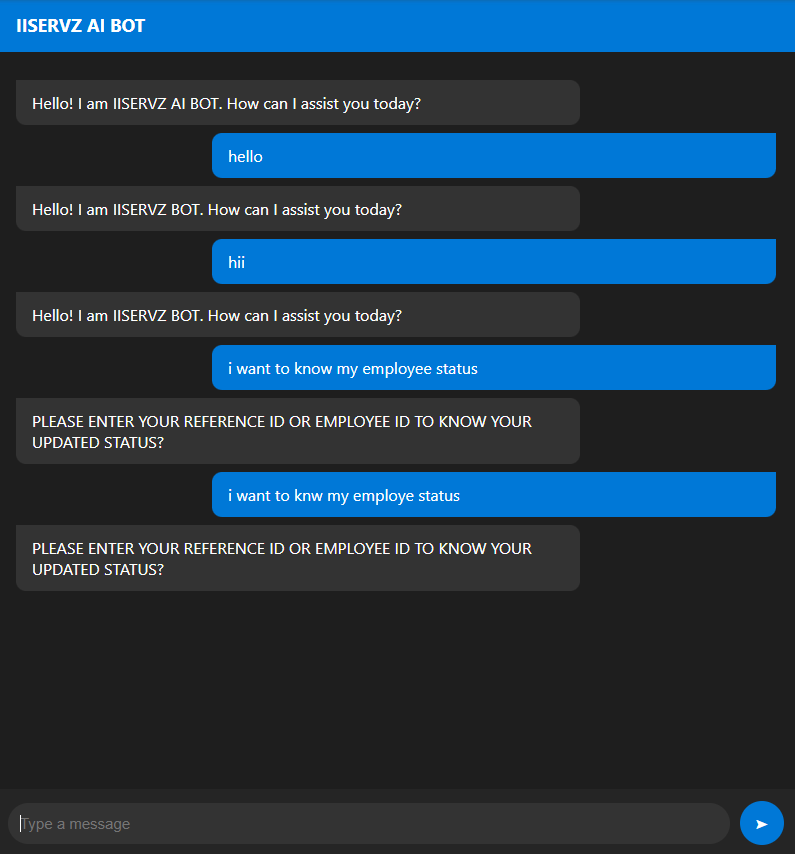 IISERVZ AI BOT
Hello! I am IISERVZ AI BOT. How can I assist you today?
hello
Hello! I am IISERVZ BOT. How can I assist you today?
hii
Hello! I am IISERVZ BOT. How can I assist you today?
i want to know my employee status
PLEASE ENTER YOUR REFERENCE ID OR EMPLOYEE ID TO KNOW YOUR
UPDATED STATUS?
i want to knw my employe status
PLEASE ENTER YOUR REFERENCE ID OR EMPLOYEE ID TO KNOW YOUR
UPDATED STATUS?
Type a message